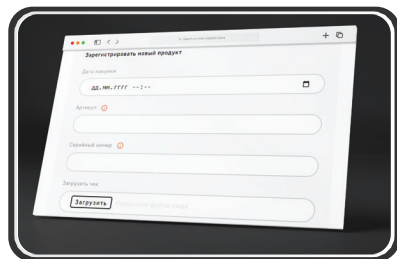 Зарегистрировать новый продукт
Дата покупки
дд.мм.гггг --:--
Артикул
Серийный номер
Загрузить чек
Загрузить